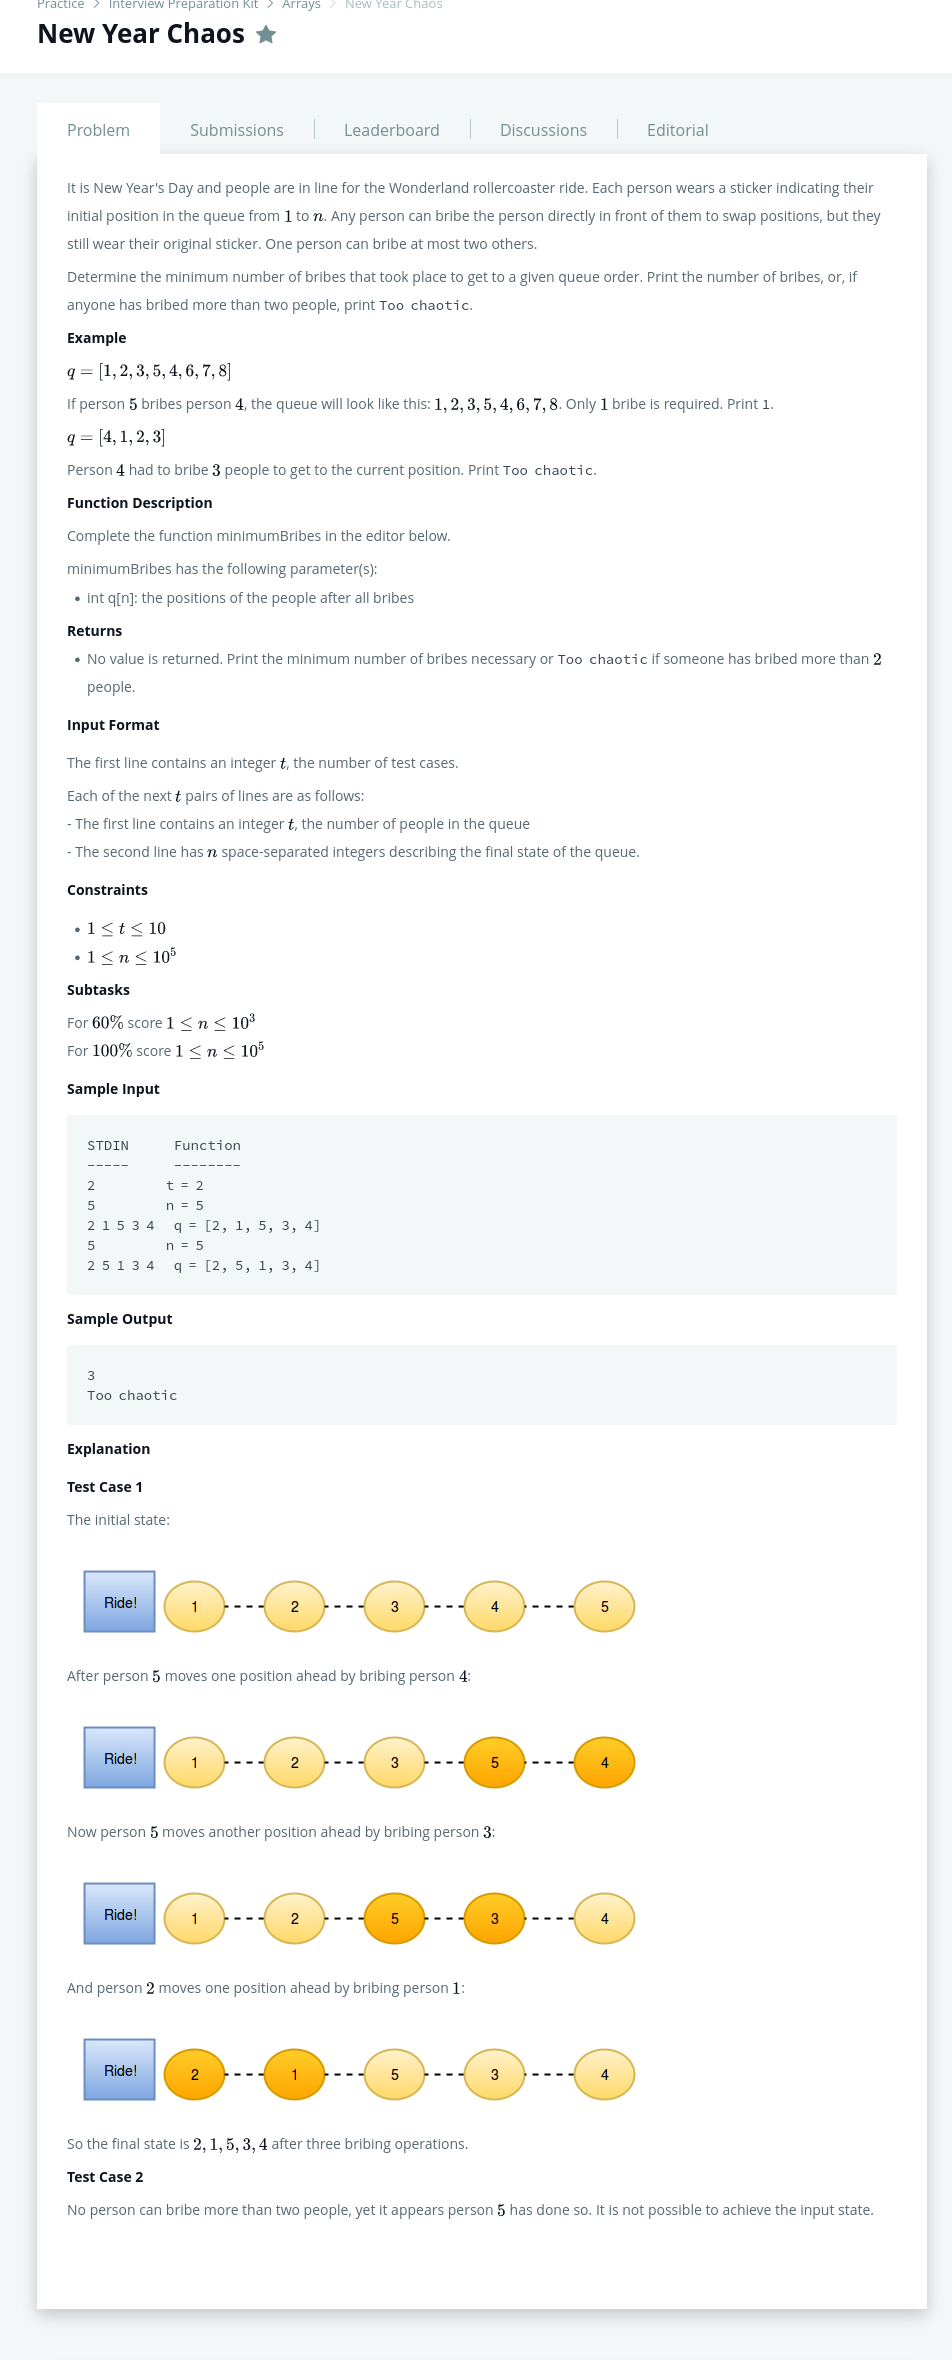 Practice > Interview Preparation Kit > Arrays > New Year Chaos
New Year Chaos
Problem Submissions Leaderboard Discussions Editorial
It is New Year's Day and people are in line for the Wonderland rollercoaster ride. Each person wears a sticker indicating their
initial position in the queue from 1 to n. Any person can bribe the person directly in front of them to swap positions, but they
still wear their original sticker. One person can bribe at most two others.
Determine the minimum number of bribes that took place to get to a given queue order. Print the number of bribes, or, if
anyone has bribed more than two people, print Too chaotic.
Example
q = [1, 2, 3, 5, 4, 6, 7, 8]
If person 5 bribes person 4, the queue will look like this: 1, 2, 3, 5, 4, 6, 7, 8. Only 1 bribe is required. Print 1.
q = [4, 1, 2, 3]
Person 4 had to bribe 3 people to get to the current position. Print Too chaotic.
Function Description
Complete the function minimumBribes in the editor below.
minimumBribes has the following parameter(s):
• int q[n]: the positions of the people after all bribes
Returns
• No value is returned. Print the minimum number of bribes necessary or Too chaotic if someone has bribed more than 2
people.
Input Format
The first line contains an integer t, the number of test cases.
Each of the next t pairs of lines are as follows:
- The first line contains an integer t, the number of people in the queue
- The second line has n space-separated integers describing the final state of the queue.
Constraints
• 1 ≤ t ≤ 10
• 1 ≤ n ≤ 10⁵
Subtasks
For 60% score 1 ≤ n ≤ 10³
For 100% score 1 ≤ n ≤ 10⁵
Sample Input
STDIN Function
----- --------
2 t = 2
5 n = 5
2 1 5 3 4 q = [2, 1, 5, 3, 4]
5 n = 5
2 5 1 3 4 q = [2, 5, 1, 3, 4]
Sample Output
3
Too chaotic
Explanation
Test Case 1
The initial state:
Ride! 1 2 3 4 5
After person 5 moves one position ahead by bribing person 4:
Ride! 1 2 3 5 4
Now person 5 moves another position ahead by bribing person 3:
Ride! 1 2 5 3 4
And person 2 moves one position ahead by bribing person 1:
Ride! 2 1 5 3 4
So the final state is 2, 1, 5, 3, 4 after three bribing operations.
Test Case 2
No person can bribe more than two people, yet it appears person 5 has done so. It is not possible to achieve the input state.